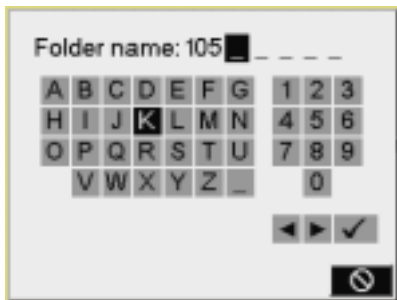 Folder name: 105_ _ _ _ _
A B C D E F G 1 2 3
H I J K L M N 4 5 6
O P Q R S T U 7 8 9
V W X Y Z _ 0